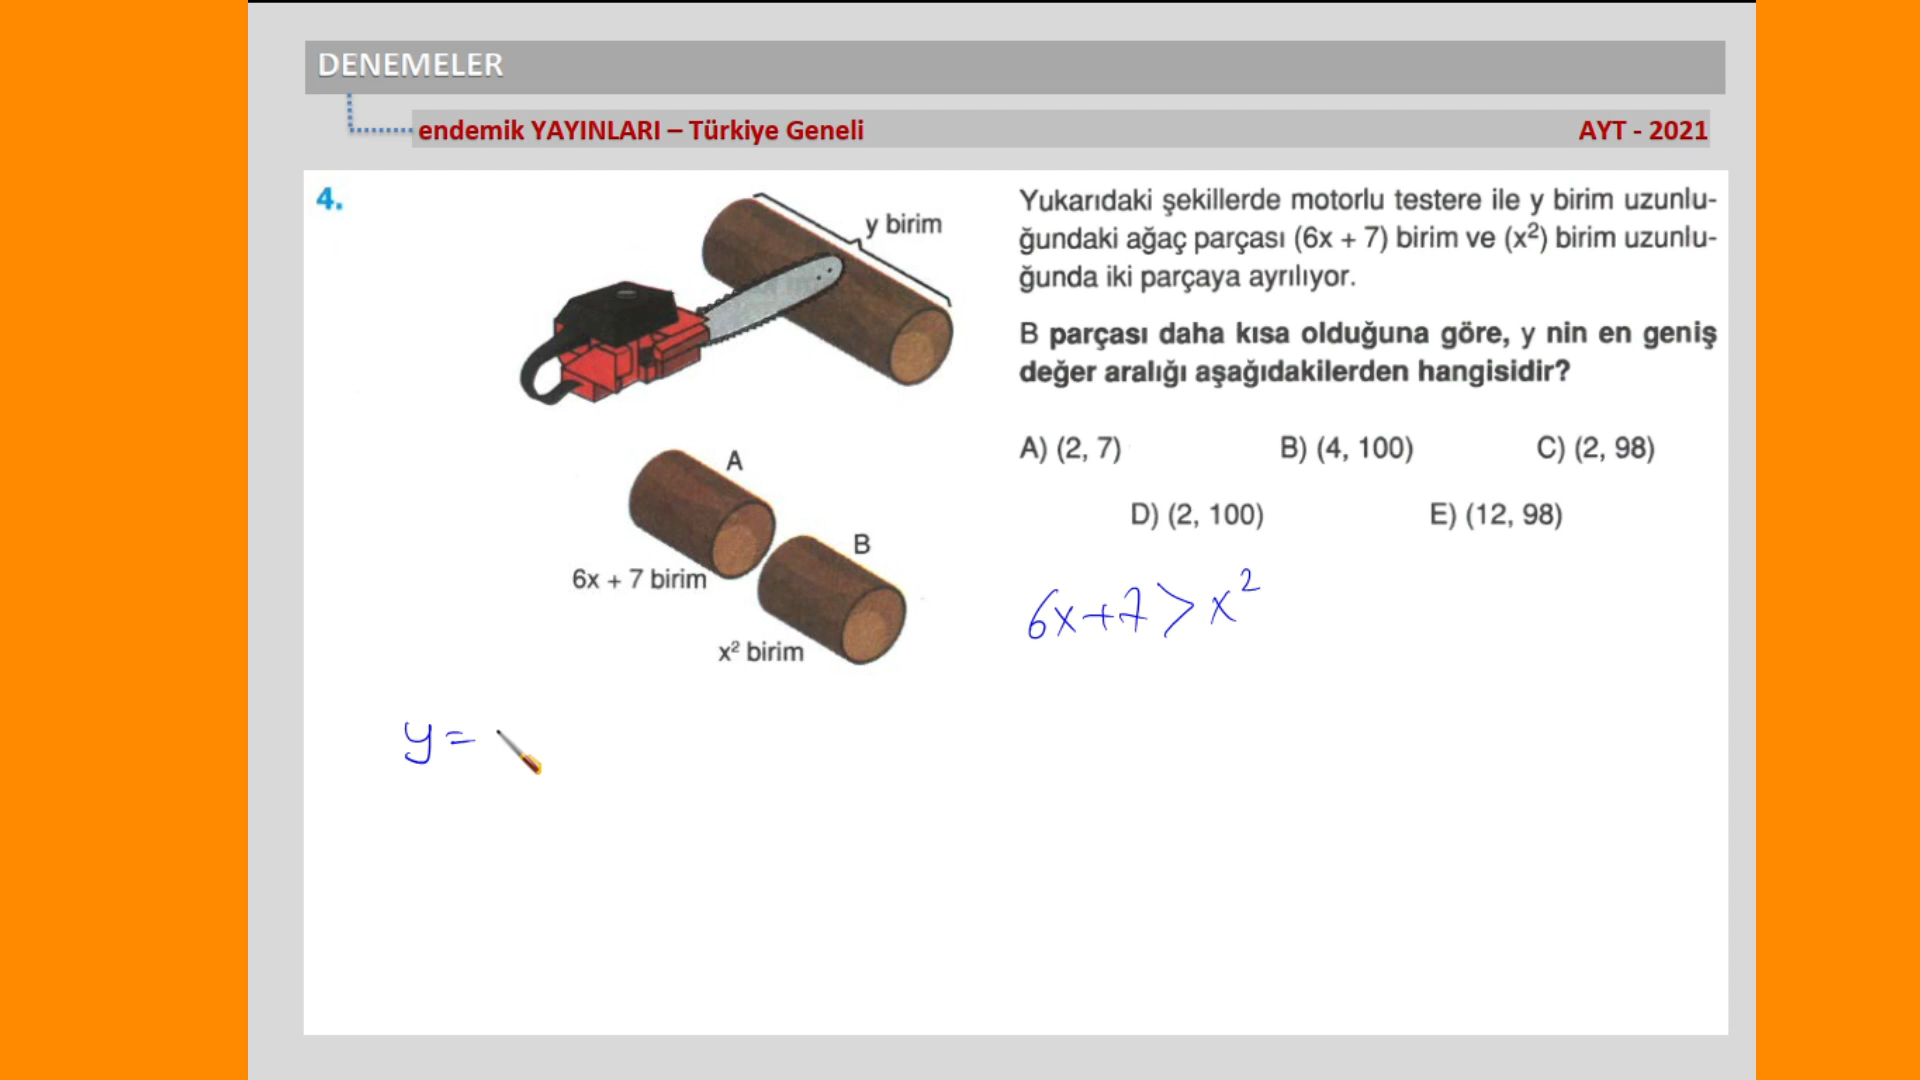 DENEMELER
endemik YAYINLARI – Türkiye Geneli
AYT - 2021
4.
y birim
A
B
6x + 7 birim
x² birim
Yukarıdaki şekillerde motorlu testere ile y birim uzunlu-
ğundaki ağaç parçası (6x + 7) birim ve (x²) birim uzunlu-
ğunda iki parçaya ayrılıyor.
B parçası daha kısa olduğuna göre, y nin en geniş
değer aralığı aşağıdakilerden hangisidir?
A) (2, 7) B) (4, 100) C) (2, 98)
D) (2, 100) E) (12, 98)
6x+7>x²
y=